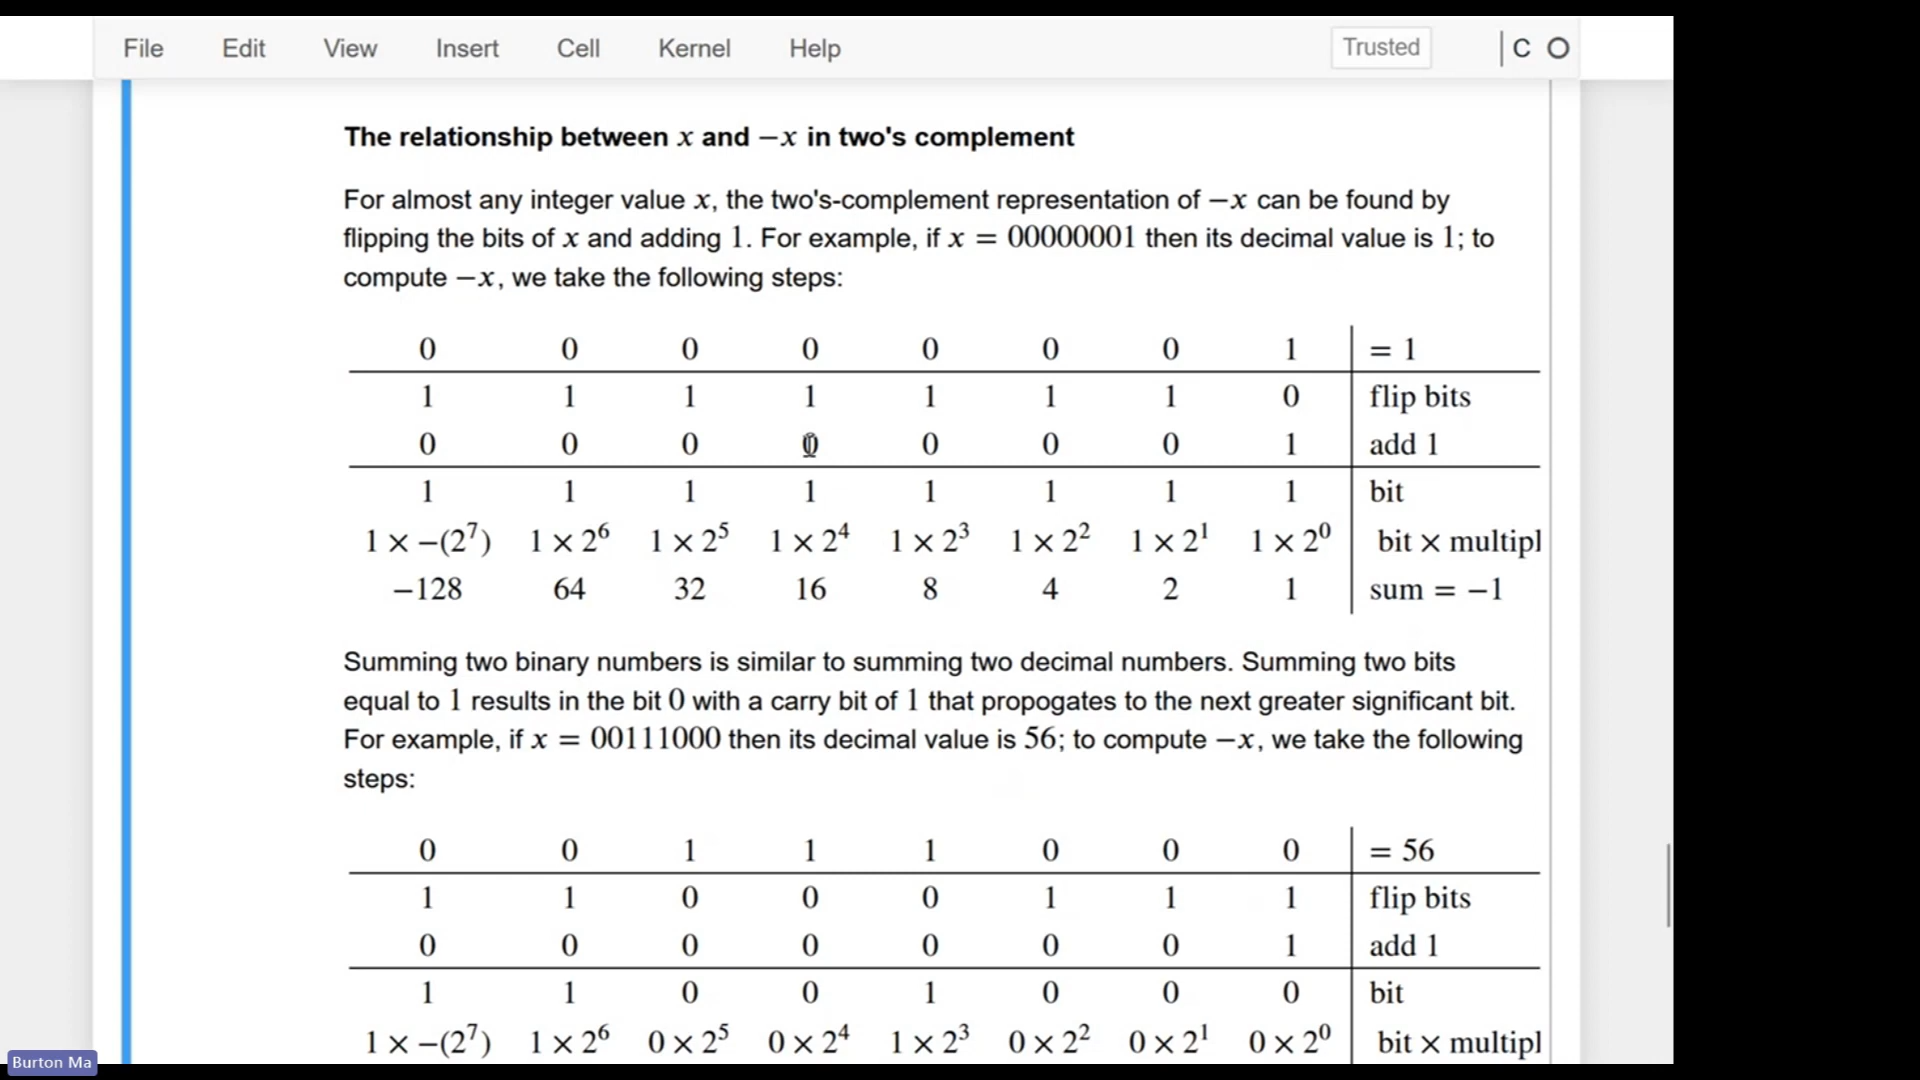 File Edit View Insert Cell Kernel Help Trusted C
The relationship between x and −x in two's complement
For almost any integer value x, the two's-complement representation of −x can be found by
flipping the bits of x and adding 1. For example, if x = 00000001 then its decimal value is 1; to
compute −x, we take the following steps:
0 0 0 0 0 0 0 1 = 1
1 1 1 1 1 1 1 0 flip bits
0 0 0 0 0 0 0 1 add 1
1 1 1 1 1 1 1 1 bit
1 × −(2⁷) 1 × 2⁶ 1 × 2⁵ 1 × 2⁴ 1 × 2³ 1 × 2² 1 × 2¹ 1 × 2⁰ bit × multipl
−128 64 32 16 8 4 2 1 sum = −1
Summing two binary numbers is similar to summing two decimal numbers. Summing two bits
equal to 1 results in the bit 0 with a carry bit of 1 that propogates to the next greater significant bit.
For example, if x = 00111000 then its decimal value is 56; to compute −x, we take the following
steps:
0 0 1 1 1 0 0 0 = 56
1 1 0 0 0 1 1 1 flip bits
0 0 0 0 0 0 0 1 add 1
1 1 0 0 1 0 0 0 bit
1 × −(2⁷) 1 × 2⁶ 0 × 2⁵ 0 × 2⁴ 1 × 2³ 0 × 2² 0 × 2¹ 0 × 2⁰ bit × multipl
Burton Ma